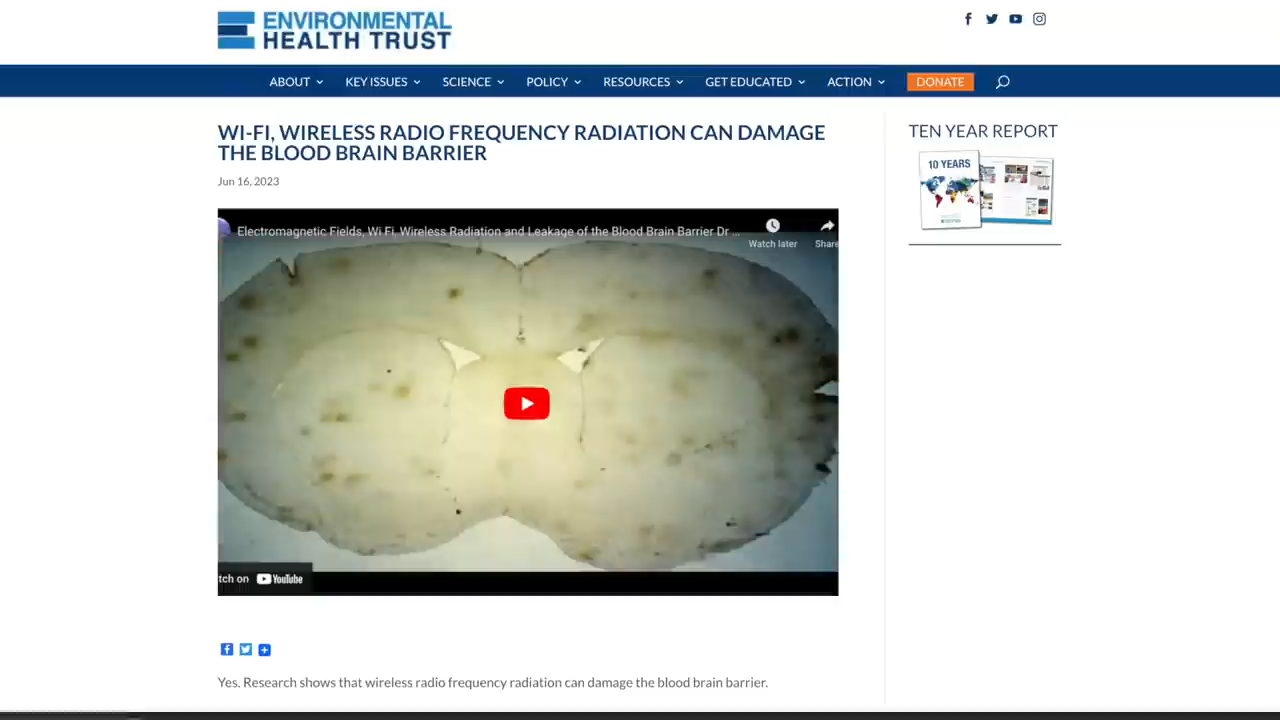 ENVIRONMENTAL
HEALTH TRUST
ABOUT KEY ISSUES SCIENCE POLICY RESOURCES GET EDUCATED ACTION DONATE
WI-FI, WIRELESS RADIO FREQUENCY RADIATION CAN DAMAGE
THE BLOOD BRAIN BARRIER
Jun 16, 2023
Electromagnetic Fields, Wi Fi, Wireless Radiation and Leakage of the Blood Brain Barrier Dr ...
Watch later
Share
tch on YouTube
Yes. Research shows that wireless radio frequency radiation can damage the blood brain barrier.
TEN YEAR REPORT
10 YEARS